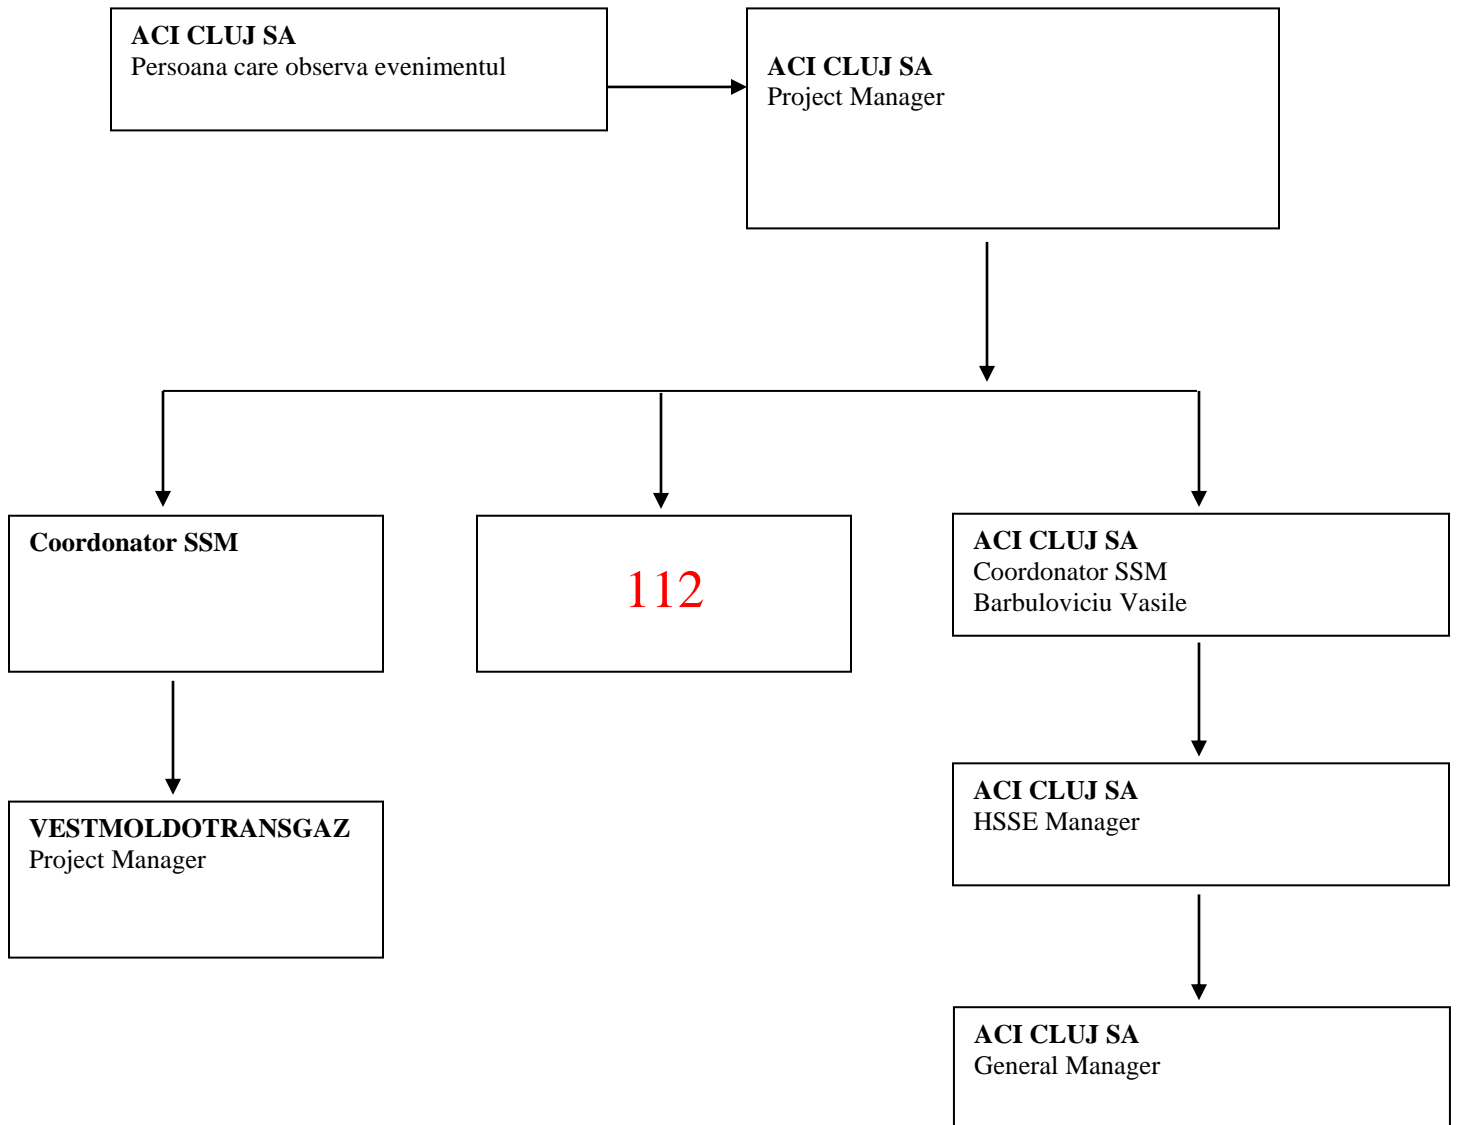 ACI CLUJ SA
Persoana care observa evenimentul
ACI CLUJ SA
Project Manager
Coordonator SSM
112
ACI CLUJ SA
Coordonator SSM
Barbuloviciu Vasile
VESTMOLDOTRANSGAZ
Project Manager
ACI CLUJ SA
HSSE Manager
ACI CLUJ SA
General Manager